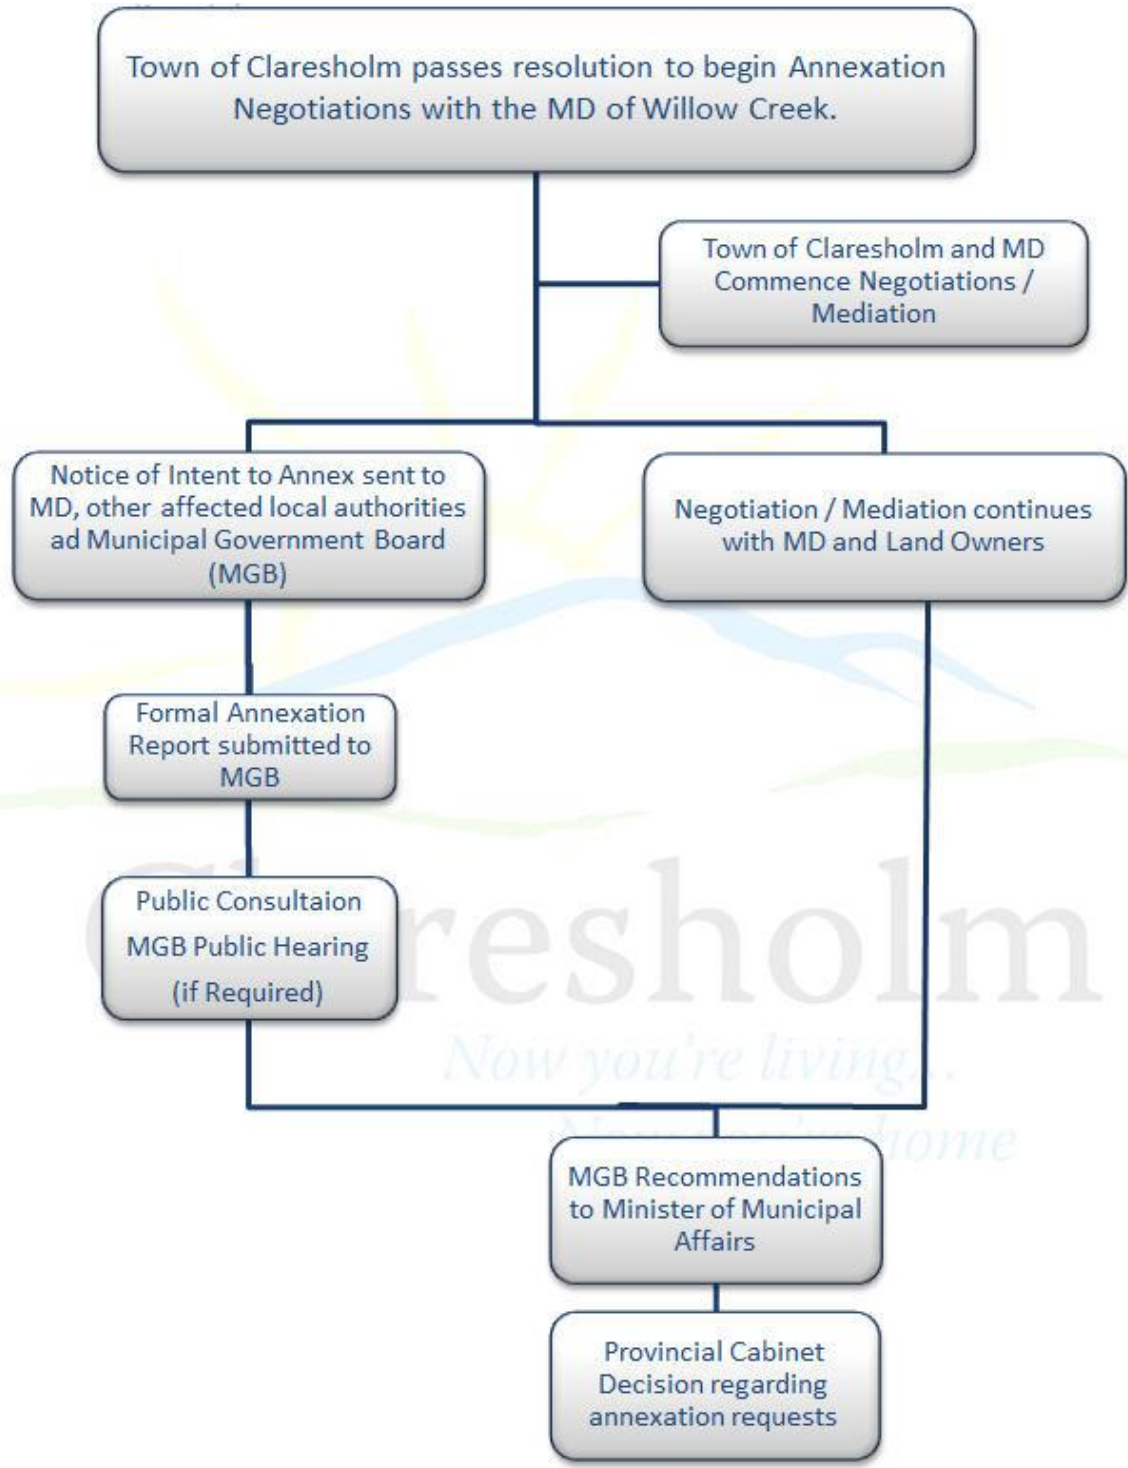 Town of Claresholm passes resolution to begin Annexation
Negotiations with the MD of Willow Creek.
Town of Claresholm and MD
Commence Negotiations /
Mediation
Notice of Intent to Annex sent to
MD, other affected local authorities
ad Municipal Government Board
(MGB)
Negotiation / Mediation continues
with MD and Land Owners
Formal Annexation
Report submitted to
MGB
Public Consultaion
MGB Public Hearing
(if Required)
resholm
Now you're living...
home
MGB Recommendations
to Minister of Municipal
Affairs
Provincial Cabinet
Decision regarding
annexation requests